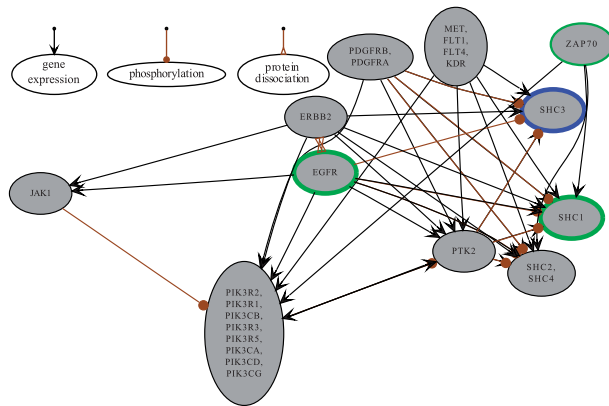 gene
expression
phosphorylation
protein
dissociation
PDGFRB,
PDGFRA
MET,
FLT1,
FLT4,
KDR
ZAP70
ERBB2
SHC3
EGFR
JAK1
SHC1
PTK2
SHC2,
SHC4
PIK3R2,
PIK3R1,
PIK3CB,
PIK3R3,
PIK3R5,
PIK3CA,
PIK3CD,
PIK3CG